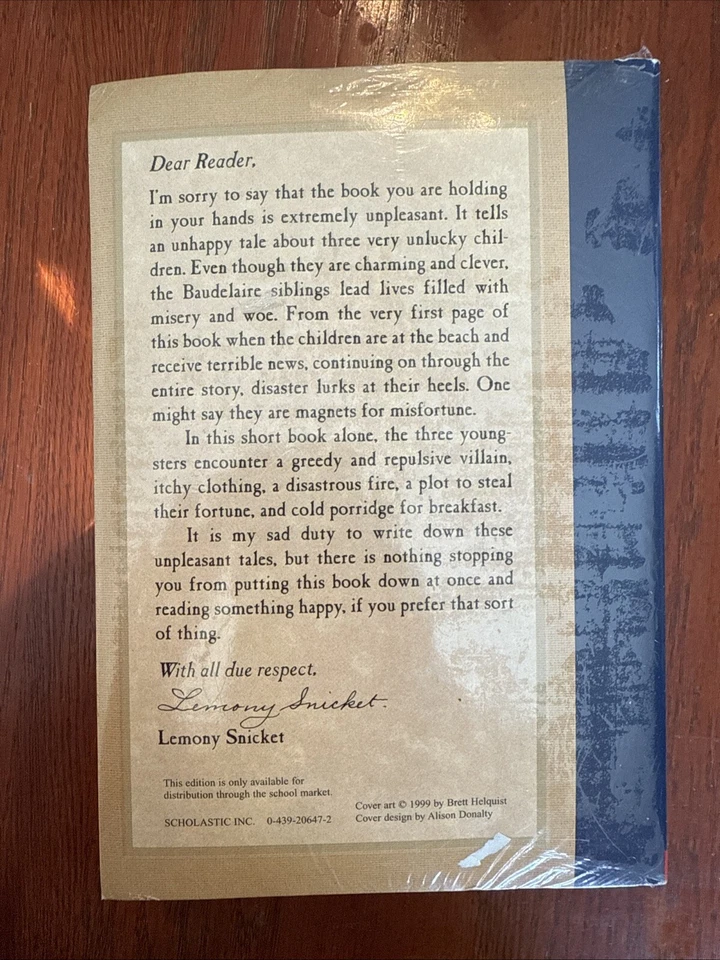 Dear Reader,
I'm sorry to say that the book you are holding
in your hands is extremely unpleasant. It tells
an unhappy tale about three very unlucky chil-
dren. Even though they are charming and clever,
the Baudelaire siblings lead lives filled with
misery and woe. From the very first page of
this book when the children are at the beach and
receive terrible news, continuing on through the
entire story, disaster lurks at their heels. One
might say they are magnets for misfortune.
In this short book alone, the three young-
sters encounter a greedy and repulsive villain,
itchy clothing, a disastrous fire, a plot to steal
their fortune, and cold porridge for breakfast.
It is my sad duty to write down these
unpleasant tales, but there is nothing stopping
you from putting this book down at once and
reading something happy, if you prefer that sort
of thing.
With all due respect,
Lemony Snicket
Lemony Snicket
This edition is only available for
distribution through the school market.
SCHOLASTIC INC. 0-439-20647-2
Cover art © 1999 by Brett Helquist
Cover design by Alison Donalty